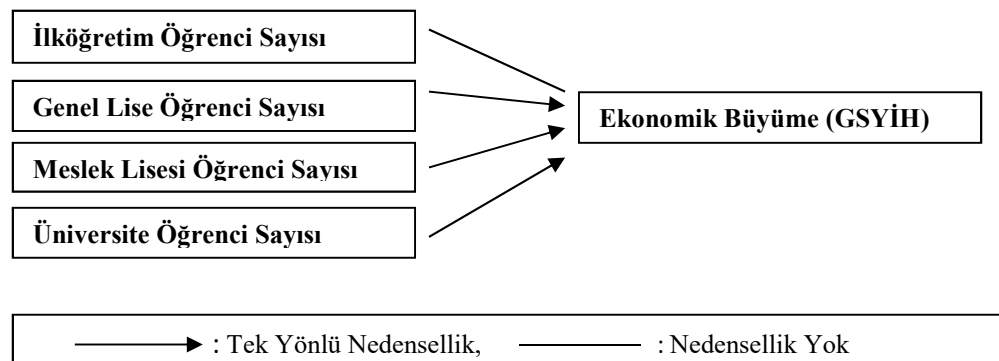 İlköğretim Öğrenci Sayısı
Genel Lise Öğrenci Sayısı
Meslek Lisesi Öğrenci Sayısı
Üniversite Öğrenci Sayısı
Ekonomik Büyüme (GSYİH)
: Tek Yönlü Nedensellik, : Nedensellik Yok